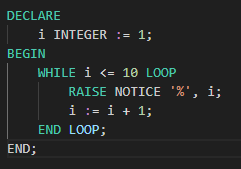 DECLARE
    i INTEGER := 1;
BEGIN
    WHILE i <= 10 LOOP
        RAISE NOTICE '%', i;
        i := i + 1;
    END LOOP;
END;